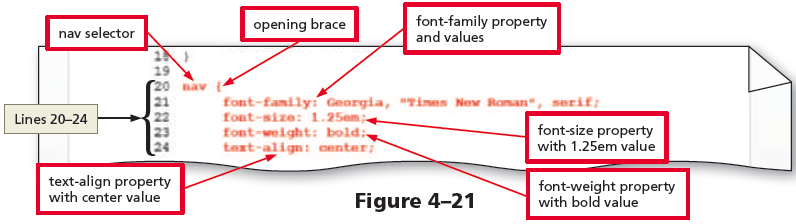 nav selector
opening brace
font-family property
and values
18 }
19
20 nav {
21 font-family: Georgia, "Times New Roman", serif;
22 font-size: 1.25em;
23 font-weight: bold;
24 text-align: center;
Lines 20–24
font-size property
with 1.25em value
text-align property
with center value
font-weight property
with bold value
Figure 4–21